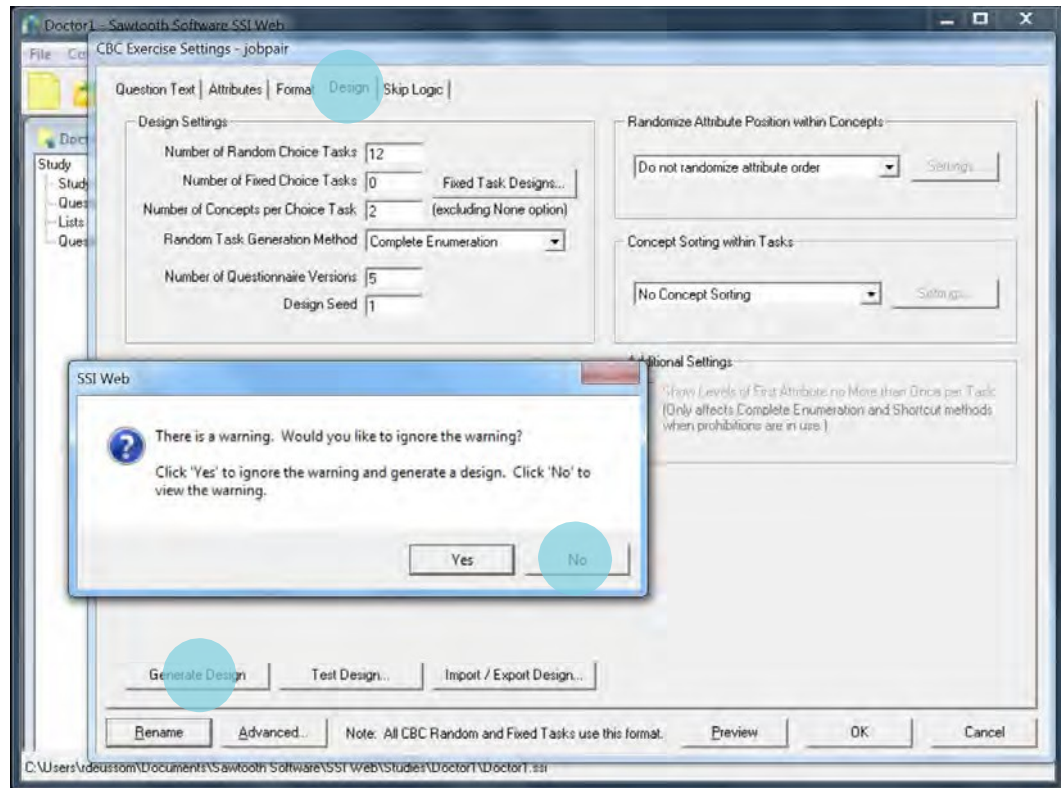 Doctor1 - Sawtooth Software SSI Web
File
CBC Exercise Settings - jobpair
Question Text Attributes Format Design Skip Logic
Design Settings
Number of Random Choice Tasks 12
Number of Fixed Choice Tasks 0 Fixed Task Designs...
Number of Concepts per Choice Task 2 (excluding None option)
Random Task Generation Method Complete Enumeration
Number of Questionnaire Versions 5
Design Seed 1
Randomize Attribute Position within Concepts
Do not randomize attribute order Settings...
Concept Sorting within Tasks
No Concept Sorting Settings...
Additional Settings
Show Levels of First Attribute no More than Once per Task
(Only affects Complete Enumeration and Shortcut methods
when prohibitions are in use.)
Study
Lists
SSI Web
There is a warning. Would you like to ignore the warning?
Click 'Yes' to ignore the warning and generate a design. Click 'No' to
view the warning.
Yes No
Generate Design Test Design... Import / Export Design...
Rename Advanced... Note: All CBC Random and Fixed Tasks use this format. Preview OK Cancel
C:\Users\rdeussom\Documents\Sawtooth Software\SSI Web\Studies\Doctor1\Doctor1.ssi